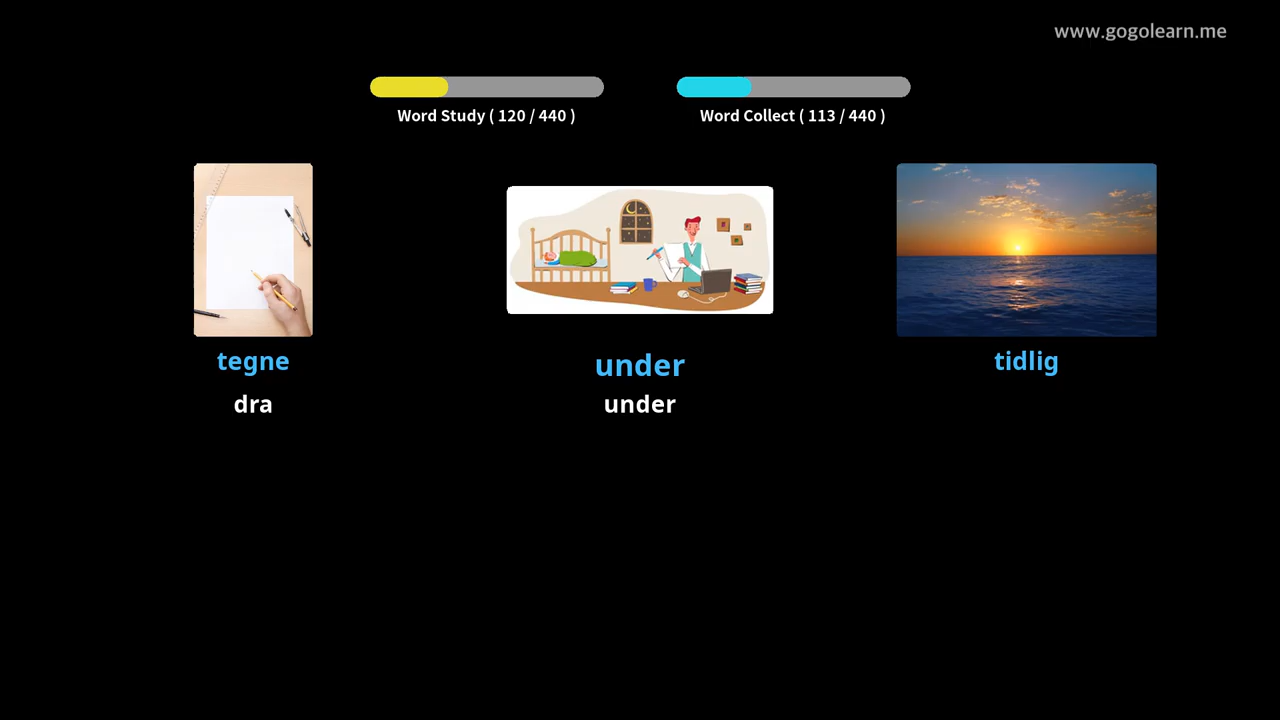 www.gogolearn.me
Word Study ( 120 / 440 )
Word Collect ( 113 / 440 )
tegne
under
tidlig
dra
under